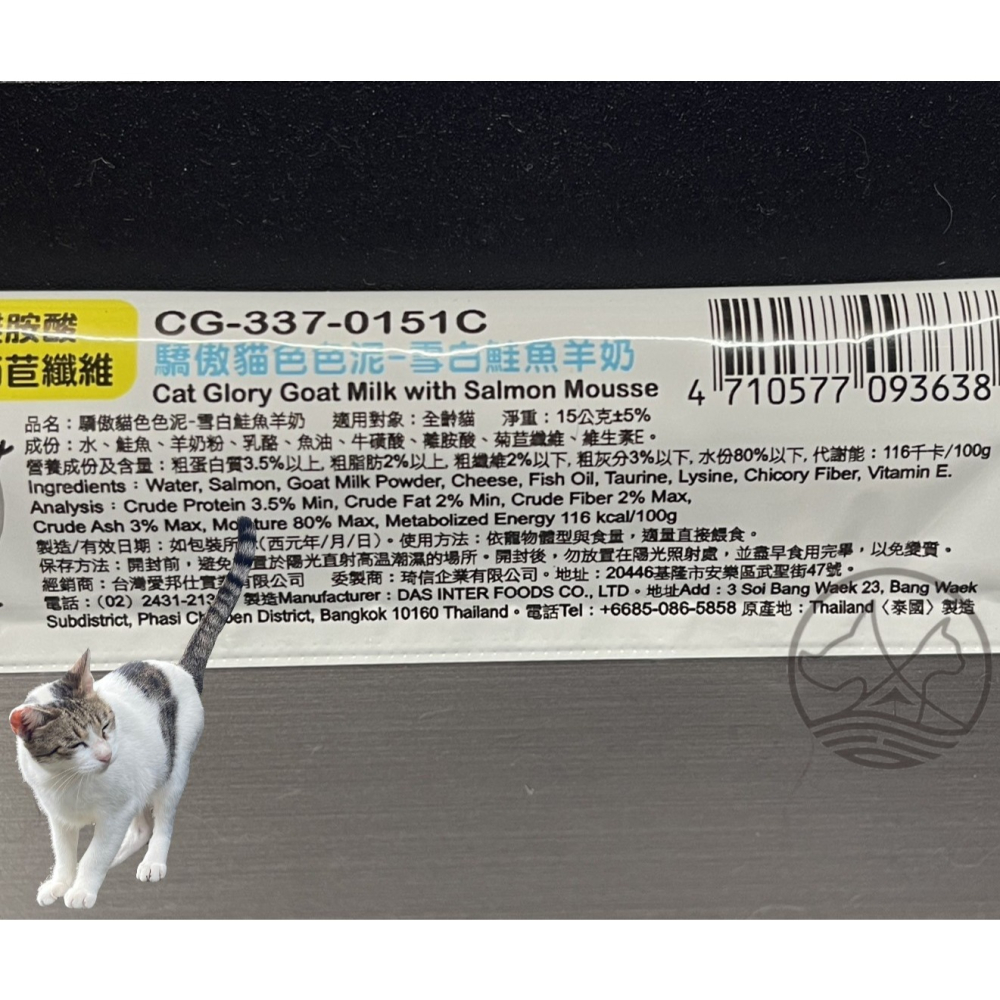 胺酸
苣纖維
CG-337-0151C
驕傲貓色色泥-雪白鮭魚羊奶
Cat Glory Goat Milk with Salmon Mousse
4 710577 093638
品名：驕傲貓色色泥-雪白鮭魚羊奶 適用對象：全齡貓 淨重：15公克±5%
成份：水、鮭魚、羊奶粉、乳酪、魚油、牛磺酸、離胺酸、菊苣纖維、維生素E。
營養成份及含量：粗蛋白質3.5%以上, 粗脂肪2%以上, 粗纖維2%以下, 粗灰分3%以下, 水份80%以下, 代謝能：116千卡/100g
Ingredients：Water, Salmon, Goat Milk Powder, Cheese, Fish Oil, Taurine, Lysine, Chicory Fiber, Vitamin E.
Analysis：Crude Protein 3.5% Min, Crude Fat 2% Min, Crude Fiber 2% Max,
Crude Ash 3% Max, Moisture 80% Max, Metabolized Energy 116 kcal/100g
製造/有效日期：如包裝所 (西元年/月/日)。使用方法：依寵物體型與食量，適量直接餵食。
保存方法：開封前，避免 置於陽光直射高溫潮濕的場所。開封後，勿放置在陽光照射處，並盡早食用完畢，以免變質。
經銷商：台灣愛邦仕實 有限公司 委製商：琦信企業有限公司。地址：20446基隆市安樂區武聖街47號。
電話：(02) 2431-213 製造Manufacturer：DAS INTER FOODS CO., LTD。地址Add：3 Soi Bang Waek 23, Bang Waek
Subdistrict, Phasi District, Bangkok 10160 Thailand。電話Tel：+6685-086-5858 原產地：Thailand〈泰國〉製造